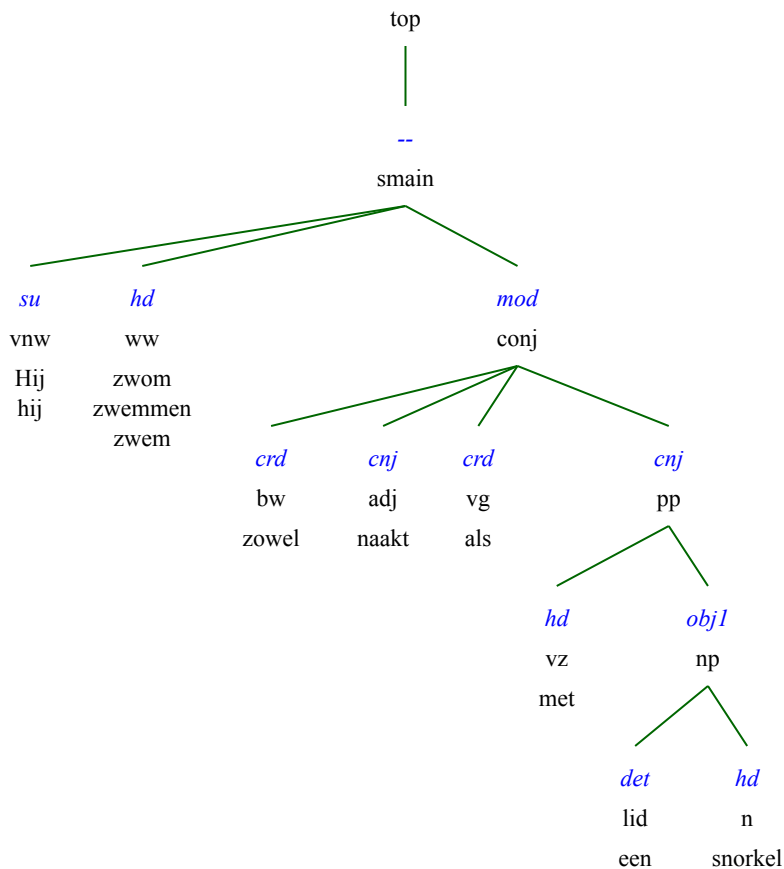 top
--
smain
su hd mod
vnw ww conj
Hij zwom
hij zwemmen
zwem
crd cnj crd cnj
bw adj vg pp
zowel naakt als
hd obj1
vz np
met
det hd
lid n
een snorkel